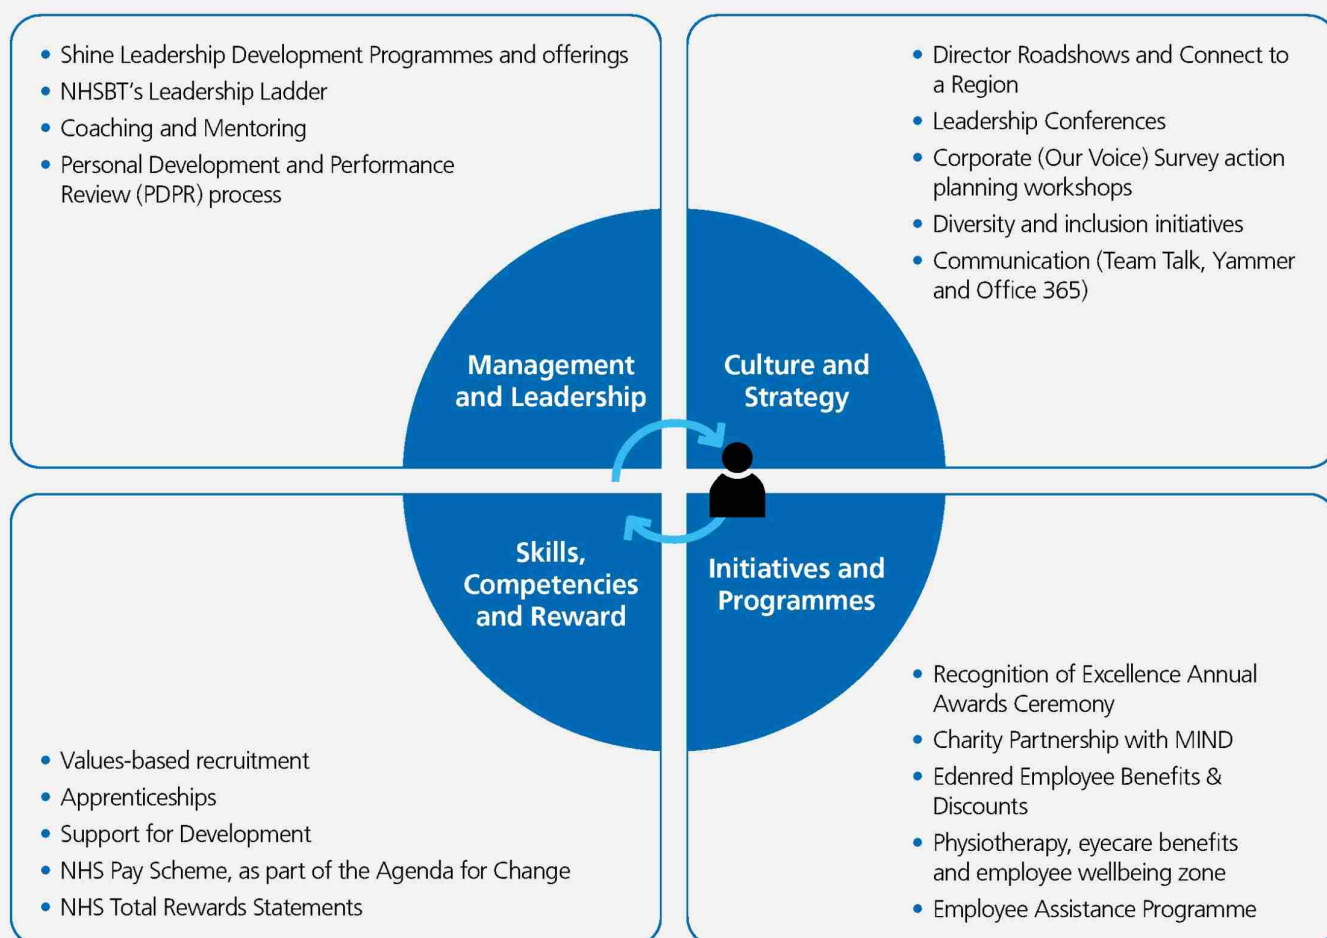 • Shine Leadership Development Programmes and offerings
• NHSBT’s Leadership Ladder
• Coaching and Mentoring
• Personal Development and Performance
Review (PDPR) process
• Director Roadshows and Connect to
a Region
• Leadership Conferences
• Corporate (Our Voice) Survey action
planning workshops
• Diversity and inclusion initiatives
• Communication (Team Talk, Yammer
and Office 365)
Management
and Leadership
Culture and
Strategy
Skills,
Competencies
and Reward
Initiatives and
Programmes
• Values-based recruitment
• Apprenticeships
• Support for Development
• NHS Pay Scheme, as part of the Agenda for Change
• NHS Total Rewards Statements
• Recognition of Excellence Annual
Awards Ceremony
• Charity Partnership with MIND
• Edenred Employee Benefits &
Discounts
• Physiotherapy, eyecare benefits
and employee wellbeing zone
• Employee Assistance Programme